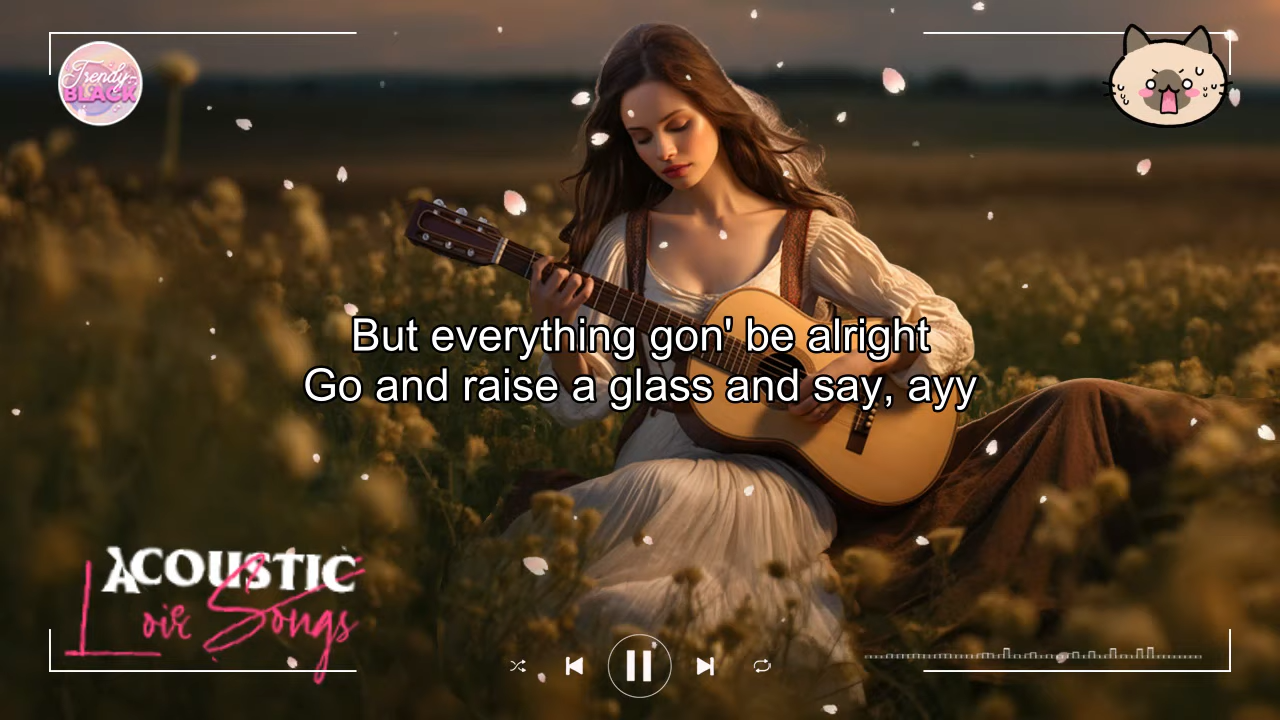 Trendy
BLACK
But everything gon' be alright
Go and raise a glass and say, ayy
ACOUSTIC
Love Songs